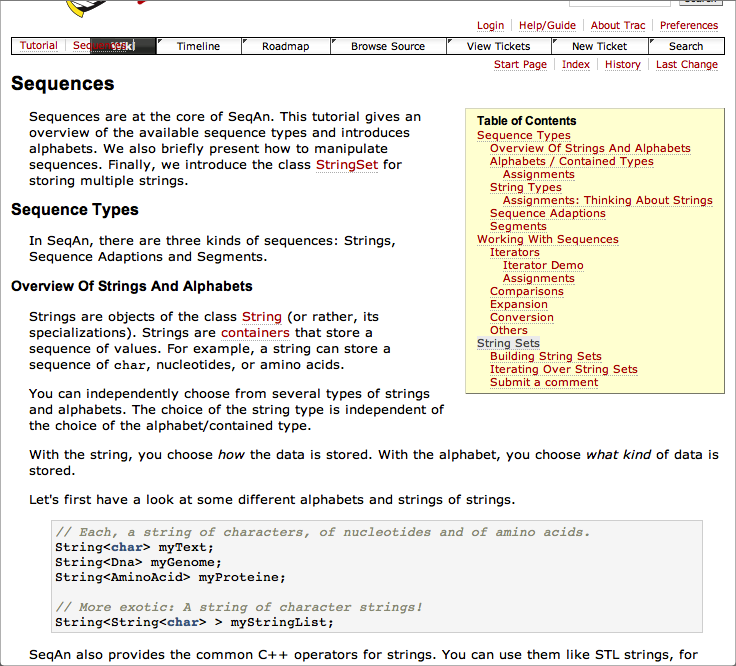 Login Help/Guide About Trac Preferences
Tutorial Wiki Timeline Roadmap Browse Source View Tickets New Ticket Search
Start Page Index History Last Change
Sequences
Sequences are at the core of SeqAn. This tutorial gives an
overview of the available sequence types and introduces
alphabets. We also briefly present how to manipulate
sequences. Finally, we introduce the class StringSet for
storing multiple strings.
Table of Contents
Sequence Types
Overview Of Strings And Alphabets
Alphabets / Contained Types
Assignments
String Types
Assignments: Thinking About Strings
Sequence Adaptions
Segments
Working With Sequences
Iterators
Iterator Demo
Assignments
Comparisons
Expansion
Conversion
Others
String Sets
Building String Sets
Iterating Over String Sets
Submit a comment
Sequence Types
In SeqAn, there are three kinds of sequences: Strings,
Sequence Adaptions and Segments.
Overview Of Strings And Alphabets
Strings are objects of the class String (or rather, its
specializations). Strings are containers that store a
sequence of values. For example, a string can store a
sequence of char, nucleotides, or amino acids.
You can independently choose from several types of strings
and alphabets. The choice of the string type is independent of
the choice of the alphabet/contained type.
With the string, you choose how the data is stored. With the alphabet, you choose what kind of data is
stored.
Let's first have a look at some different alphabets and strings of strings.
// Each, a string of characters, of nucleotides and of amino acids.
String<char> myText;
String<Dna> myGenome;
String<AminoAcid> myProteine;
// More exotic: A string of character strings!
String<String<char> > myStringList;
SeqAn also provides the common C++ operators for strings. You can use them like STL strings, for